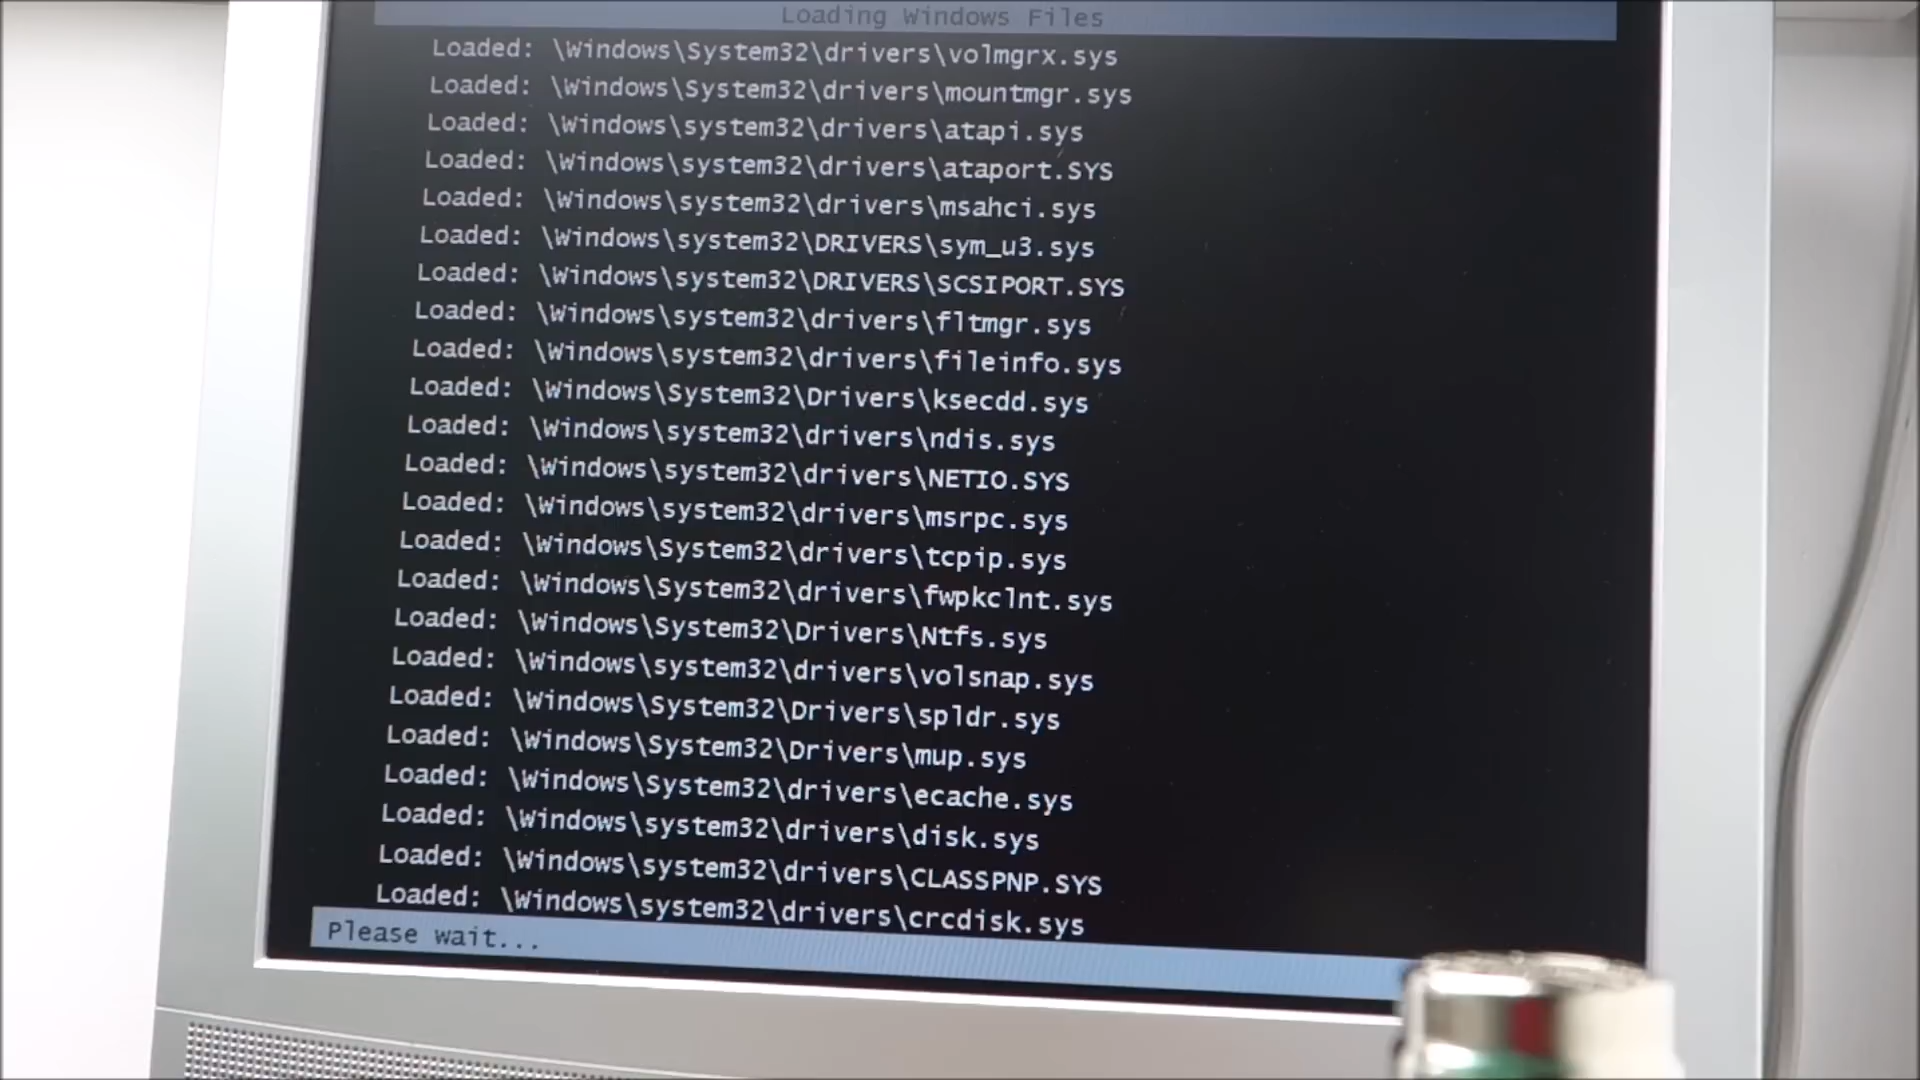 Loading Windows Files
Loaded: \Windows\System32\drivers\volmgrx.sys
Loaded: \Windows\System32\drivers\mountmgr.sys
Loaded: \Windows\system32\drivers\atapi.sys
Loaded: \Windows\system32\drivers\ataport.SYS
Loaded: \Windows\system32\drivers\msahci.sys
Loaded: \Windows\system32\DRIVERS\sym_u3.sys
Loaded: \Windows\system32\DRIVERS\SCSIPORT.SYS
Loaded: \Windows\system32\drivers\fltmgr.sys
Loaded: \Windows\system32\drivers\fileinfo.sys
Loaded: \Windows\System32\Drivers\ksecdd.sys
Loaded: \Windows\system32\drivers\ndis.sys
Loaded: \Windows\system32\drivers\NETIO.SYS
Loaded: \Windows\system32\drivers\msrpc.sys
Loaded: \Windows\System32\drivers\tcpip.sys
Loaded: \Windows\System32\drivers\fwpkclnt.sys
Loaded: \Windows\System32\Drivers\Ntfs.sys
Loaded: \Windows\system32\drivers\volsnap.sys
Loaded: \Windows\System32\Drivers\spldr.sys
Loaded: \Windows\System32\Drivers\mup.sys
Loaded: \Windows\System32\drivers\ecache.sys
Loaded: \Windows\system32\drivers\disk.sys
Loaded: \Windows\system32\drivers\CLASSPNP.SYS
Loaded: \Windows\system32\drivers\crcdisk.sys
Please wait...